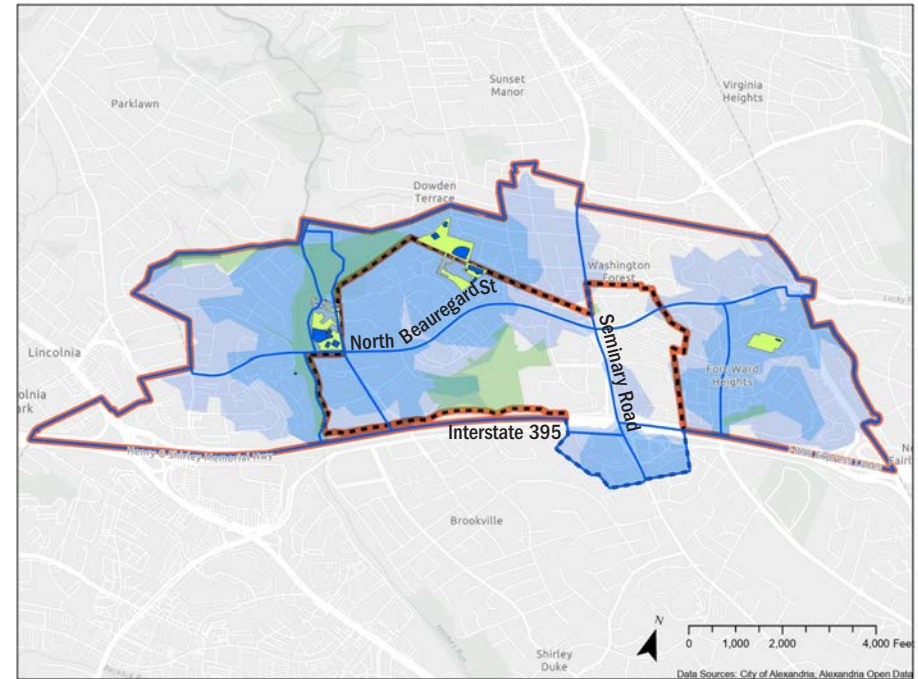 Sunset
Manor
Virginia
Heights
Parklawn
Dowden
Terrace
Washington
Forest
North Beauregard St
Seminary Road
Lincolnia
Fort Ward
Heights
Interstate 395
Henry G Shirley Memorial Hwy
Brookville
Shirley
Duke
N
0 1,000 2,000 4,000 Feet
Data Sources: City of Alexandria; Alexandria Open Data